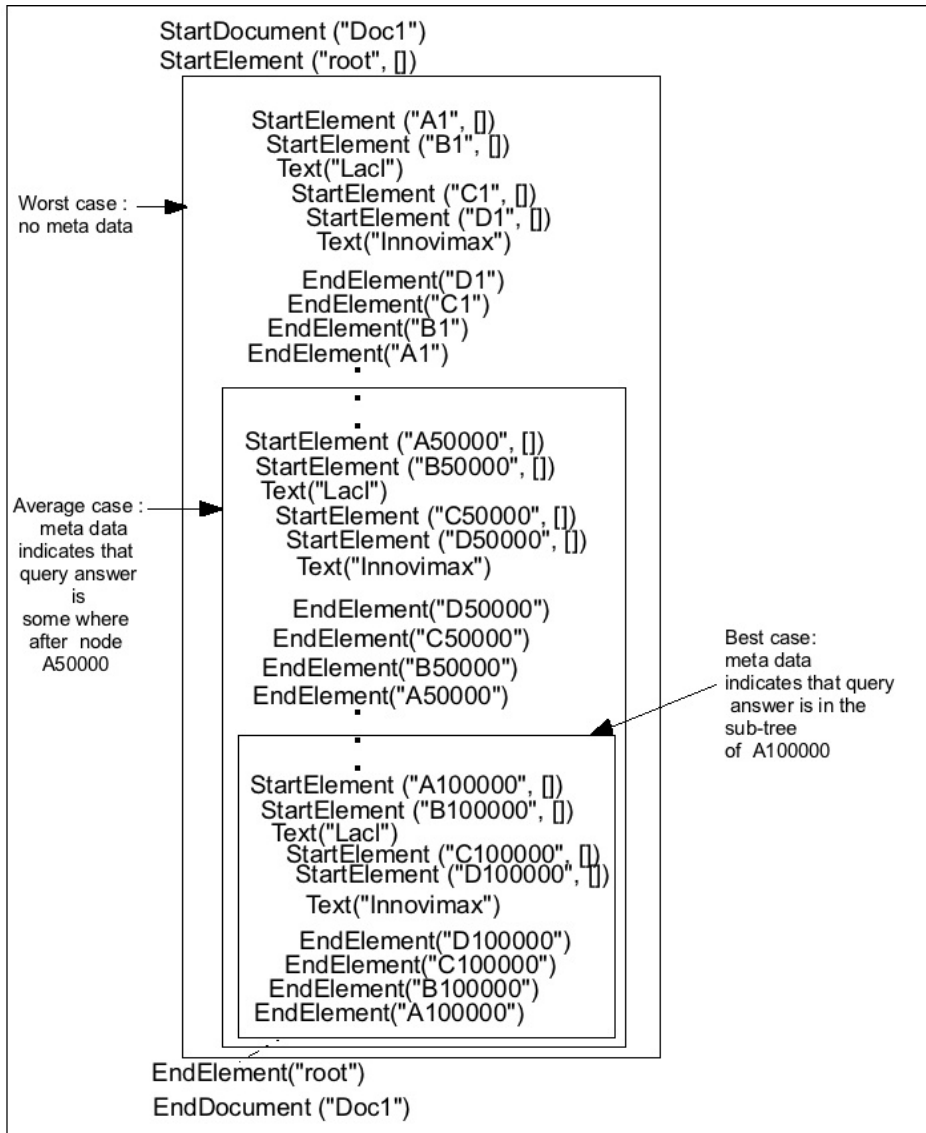 StartDocument ("Doc1")
StartElement ("root", [])
StartElement ("A1", [])
StartElement ("B1", [])
Text("Lacl")
StartElement ("C1", [])
StartElement ("D1", [])
Text("Innovimax")
EndElement("D1")
EndElement("C1")
EndElement("B1")
EndElement("A1")
Worst case :
no meta data
StartElement ("A50000", [])
StartElement ("B50000", [])
Text("Lacl")
StartElement ("C50000", [])
StartElement ("D50000", [])
Text("Innovimax")
EndElement("D50000")
EndElement("C50000")
EndElement("B50000")
EndElement("A50000")
Average case :
meta data
indicates that
query answer
is
some where
after node
A50000
Best case:
meta data
indicates that query
answer is in the
sub-tree
of A100000
StartElement ("A100000", [])
StartElement ("B100000", [])
Text("Lacl")
StartElement ("C100000", [])
StartElement ("D100000", [])
Text("Innovimax")
EndElement("D100000")
EndElement("C100000")
EndElement("B100000")
EndElement("A100000")
EndElement("root")
EndDocument ("Doc1")